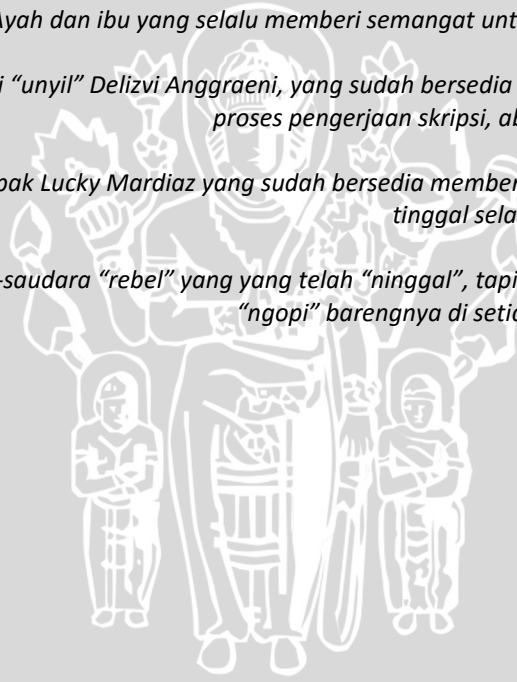 Ayah dan ibu yang selalu memberi semangat unt
i “unyil” Delizvi Anggraeni, yang sudah bersedia
proses pengerjaan skripsi, ab
pak Lucky Mardiaz yang sudah bersedia member
tinggal sela
-saudara “rebel” yang yang telah “ninggal”, tapi
“ngopi” barengnya di setia